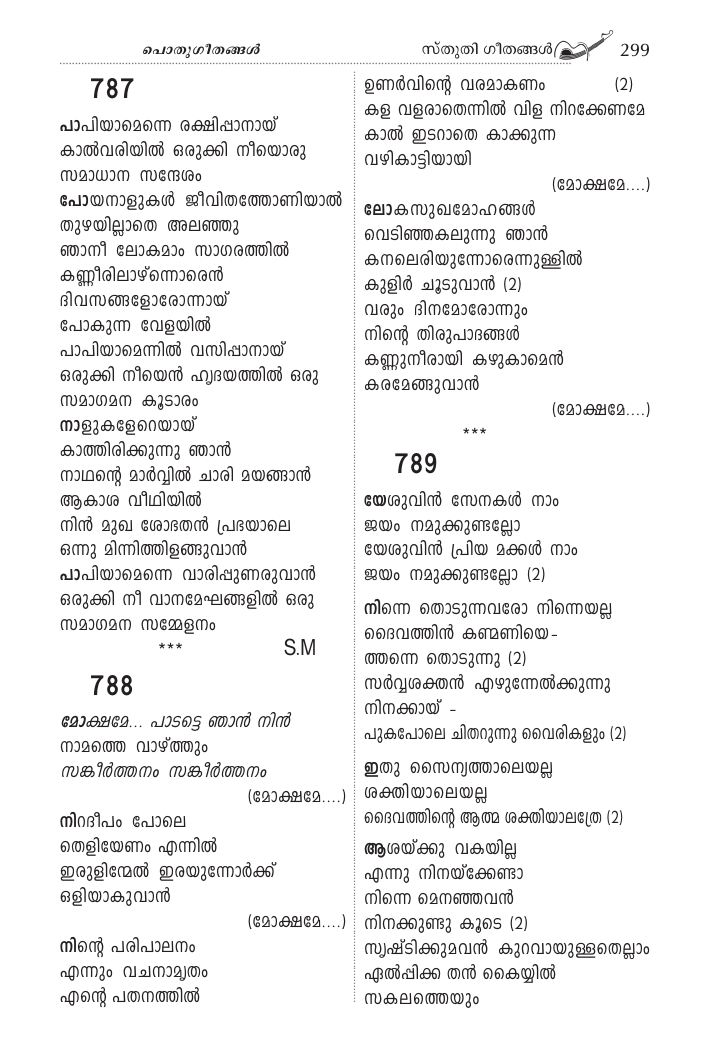 പൊതുഗീതങ്ങൾ
സ്തുതി ഗീതങ്ങൾ 299
787
പാപിയാമെന്നെ രക്ഷിപ്പാനായ്
കാൽവരിയിൽ ഒരുക്കി നീയൊരു
സമാധാന സന്ദേശം
പോയനാളുകൾ ജീവിതത്തോണിയാൽ
തുഴയില്ലാതെ അലഞ്ഞു
ഞാനീ ലോകമാം സാഗരത്തിൽ
കണ്ണീരിലാഴ്ന്നൊരെൻ
ദിവസങ്ങളോരോന്നായ്
പോകുന്ന വേളയിൽ
പാപിയാമെന്നിൽ വസിപ്പാനായ്
ഒരുക്കി നീയെൻ ഹൃദയത്തിൽ ഒരു
സമാഗമന കൂടാരം
നാളുകളേറെയായ്
കാത്തിരിക്കുന്നു ഞാൻ
നാഥന്റെ മാർവ്വിൽ ചാരി മയങ്ങാൻ
ആകാശ വീഥിയിൽ
നിൻ മുഖ ശോഭതൻ പ്രഭയാലെ
ഒന്നു മിന്നിത്തിളങ്ങുവാൻ
പാപിയാമെന്നെ വാരിപ്പുണരുവാൻ
ഒരുക്കി നീ വാനമേഘങ്ങളിൽ ഒരു
സമാഗമന സമ്മേളനം
*** S.M
788
മോക്ഷമേ... പാടട്ടെ ഞാൻ നിൻ
നാമത്തെ വാഴ്ത്തും
സങ്കീർത്തനം സങ്കീർത്തനം
(മോക്ഷമേ....)
നിറദീപം പോലെ
തെളിയേണം എന്നിൽ
ഇരുളിന്മേൽ ഇരയുന്നോർക്ക്
ഒളിയാകുവാൻ
(മോക്ഷമേ....)
നിന്റെ പരിപാലനം
എന്നും വചനാമൃതം
എന്റെ പതനത്തിൽ
ഉണർവിന്റെ വരമാകണം (2)
കള വളരാതെന്നിൽ വിള നിറക്കേണമേ
കാൽ ഇടറാതെ കാക്കുന്ന
വഴികാട്ടിയായി
(മോക്ഷമേ....)
ലോകസുഖമോഹങ്ങൾ
വെടിഞ്ഞകലുന്നു ഞാൻ
കനലെരിയുന്നോരെന്നുള്ളിൽ
കുളിർ ചൂടുവാൻ (2)
വരും ദിനമോരോന്നും
നിന്റെ തിരുപാദങ്ങൾ
കണ്ണുനീരായി കഴുകാമെൻ
കരമേങ്ങുവാൻ
(മോക്ഷമേ....)
***
789
യേശുവിൻ സേനകൾ നാം
ജയം നമുക്കുണ്ടല്ലോ
യേശുവിൻ പ്രിയ മക്കൾ നാം
ജയം നമുക്കുണ്ടല്ലോ (2)
നിന്നെ തൊടുന്നവരോ നിന്നെയല്ല
ദൈവത്തിൻ കണ്മണിയെ-
ത്തന്നെ തൊടുന്നു (2)
സർവ്വശക്തൻ എഴുന്നേൽക്കുന്നു
നിനക്കായ് -
പുകപോലെ ചിതറുന്നു വൈരികളും (2)
ഇതു സൈന്യത്താലെയല്ല
ശക്തിയാലെയല്ല
ദൈവത്തിന്റെ ആത്മ ശക്തിയാലത്രേ (2)
ആശയ്ക്കു വകയില്ല
എന്നു നിനയ്ക്കേണ്ടാ
നിന്നെ മെനഞ്ഞവൻ
നിനക്കുണ്ടു കൂടെ (2)
സൃഷ്ടിക്കുമവൻ കുറവായുള്ളതെല്ലാം
ഏൽപ്പിക്ക തൻ കൈയ്യിൽ
സകലത്തെയും